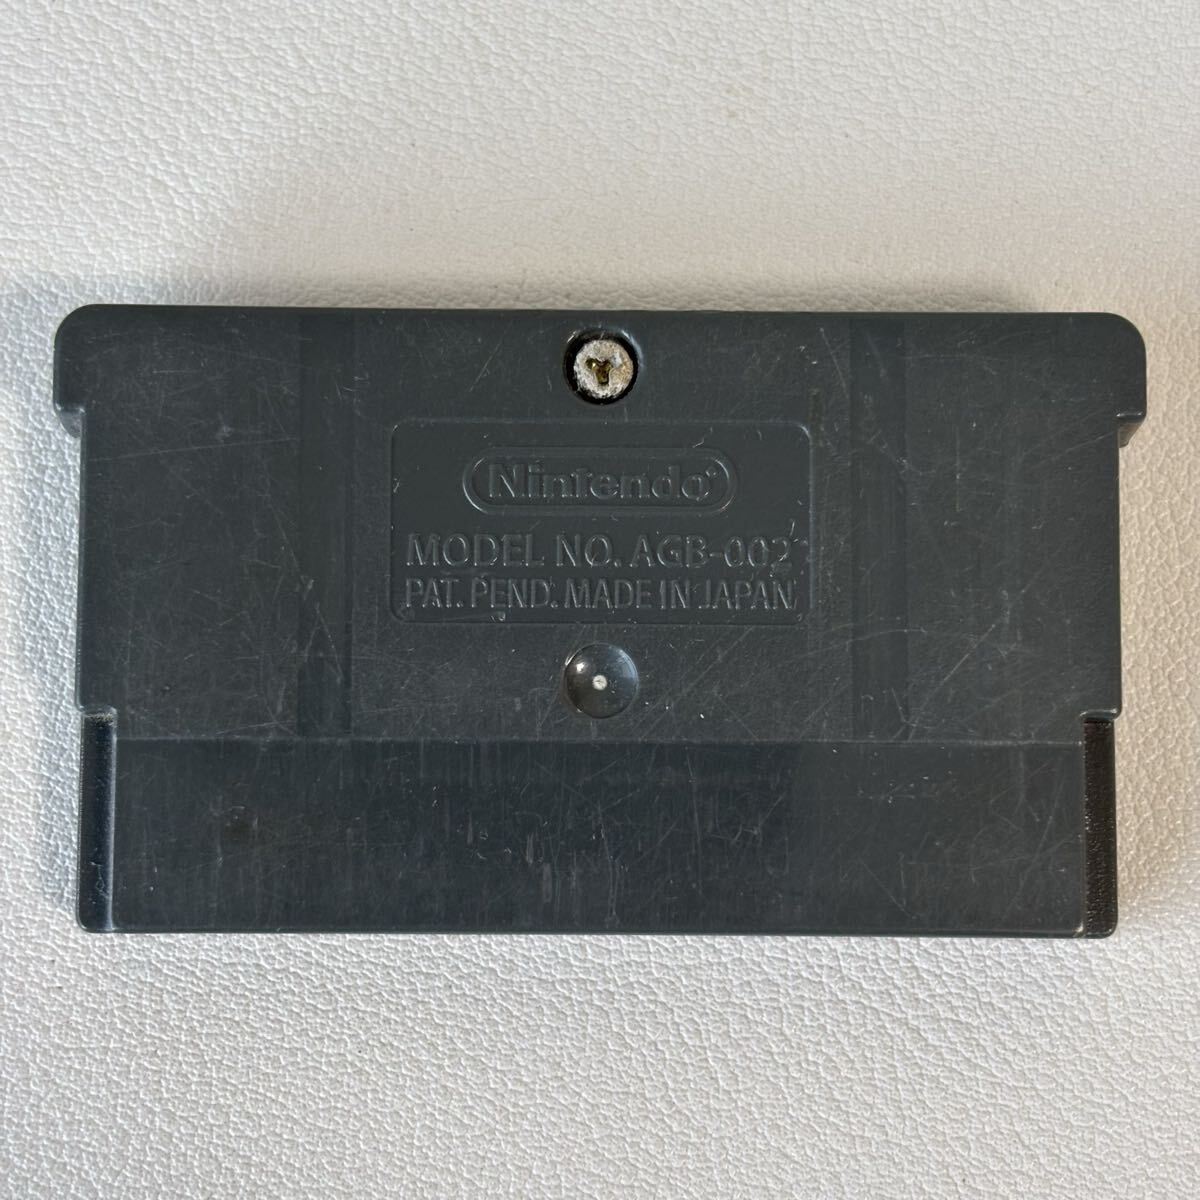 Nintendo
MODEL NO. AGB-002
PAT. PEND. MADE IN JAPAN